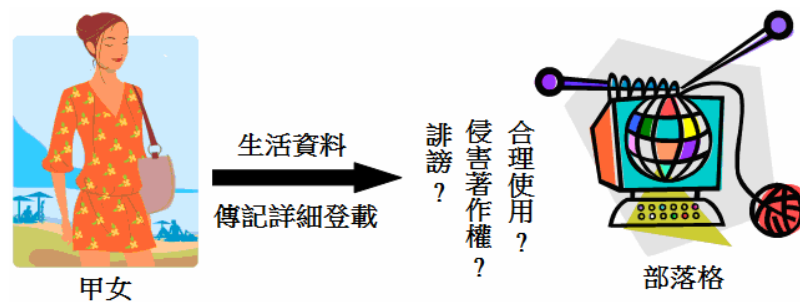 生活資料
傳記詳細登載
甲女
合理使用?
侵害著作權?
誹謗?
部落格